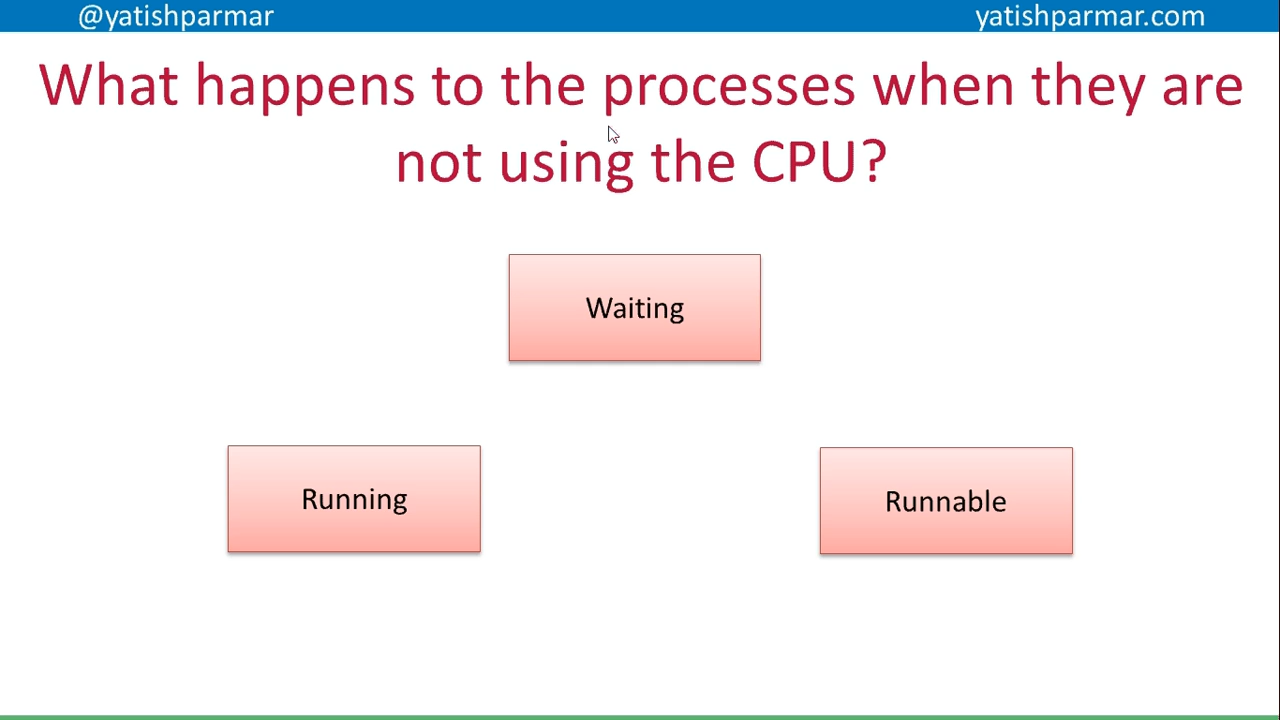 @yatishparmar
yatishparmar.com
What happens to the processes when they are
not using the CPU?
Waiting
Running
Runnable